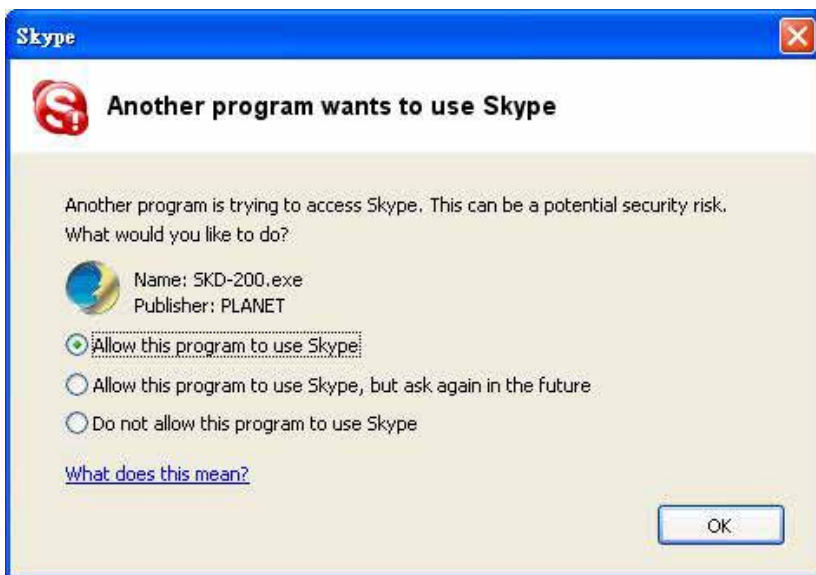 Skype
Another program wants to use Skype
Another program is trying to access Skype. This can be a potential security risk.
What would you like to do?
Name: SKD-200.exe
Publisher: PLANET
Allow this program to use Skype
Allow this program to use Skype, but ask again in the future
Do not allow this program to use Skype
What does this mean?
OK